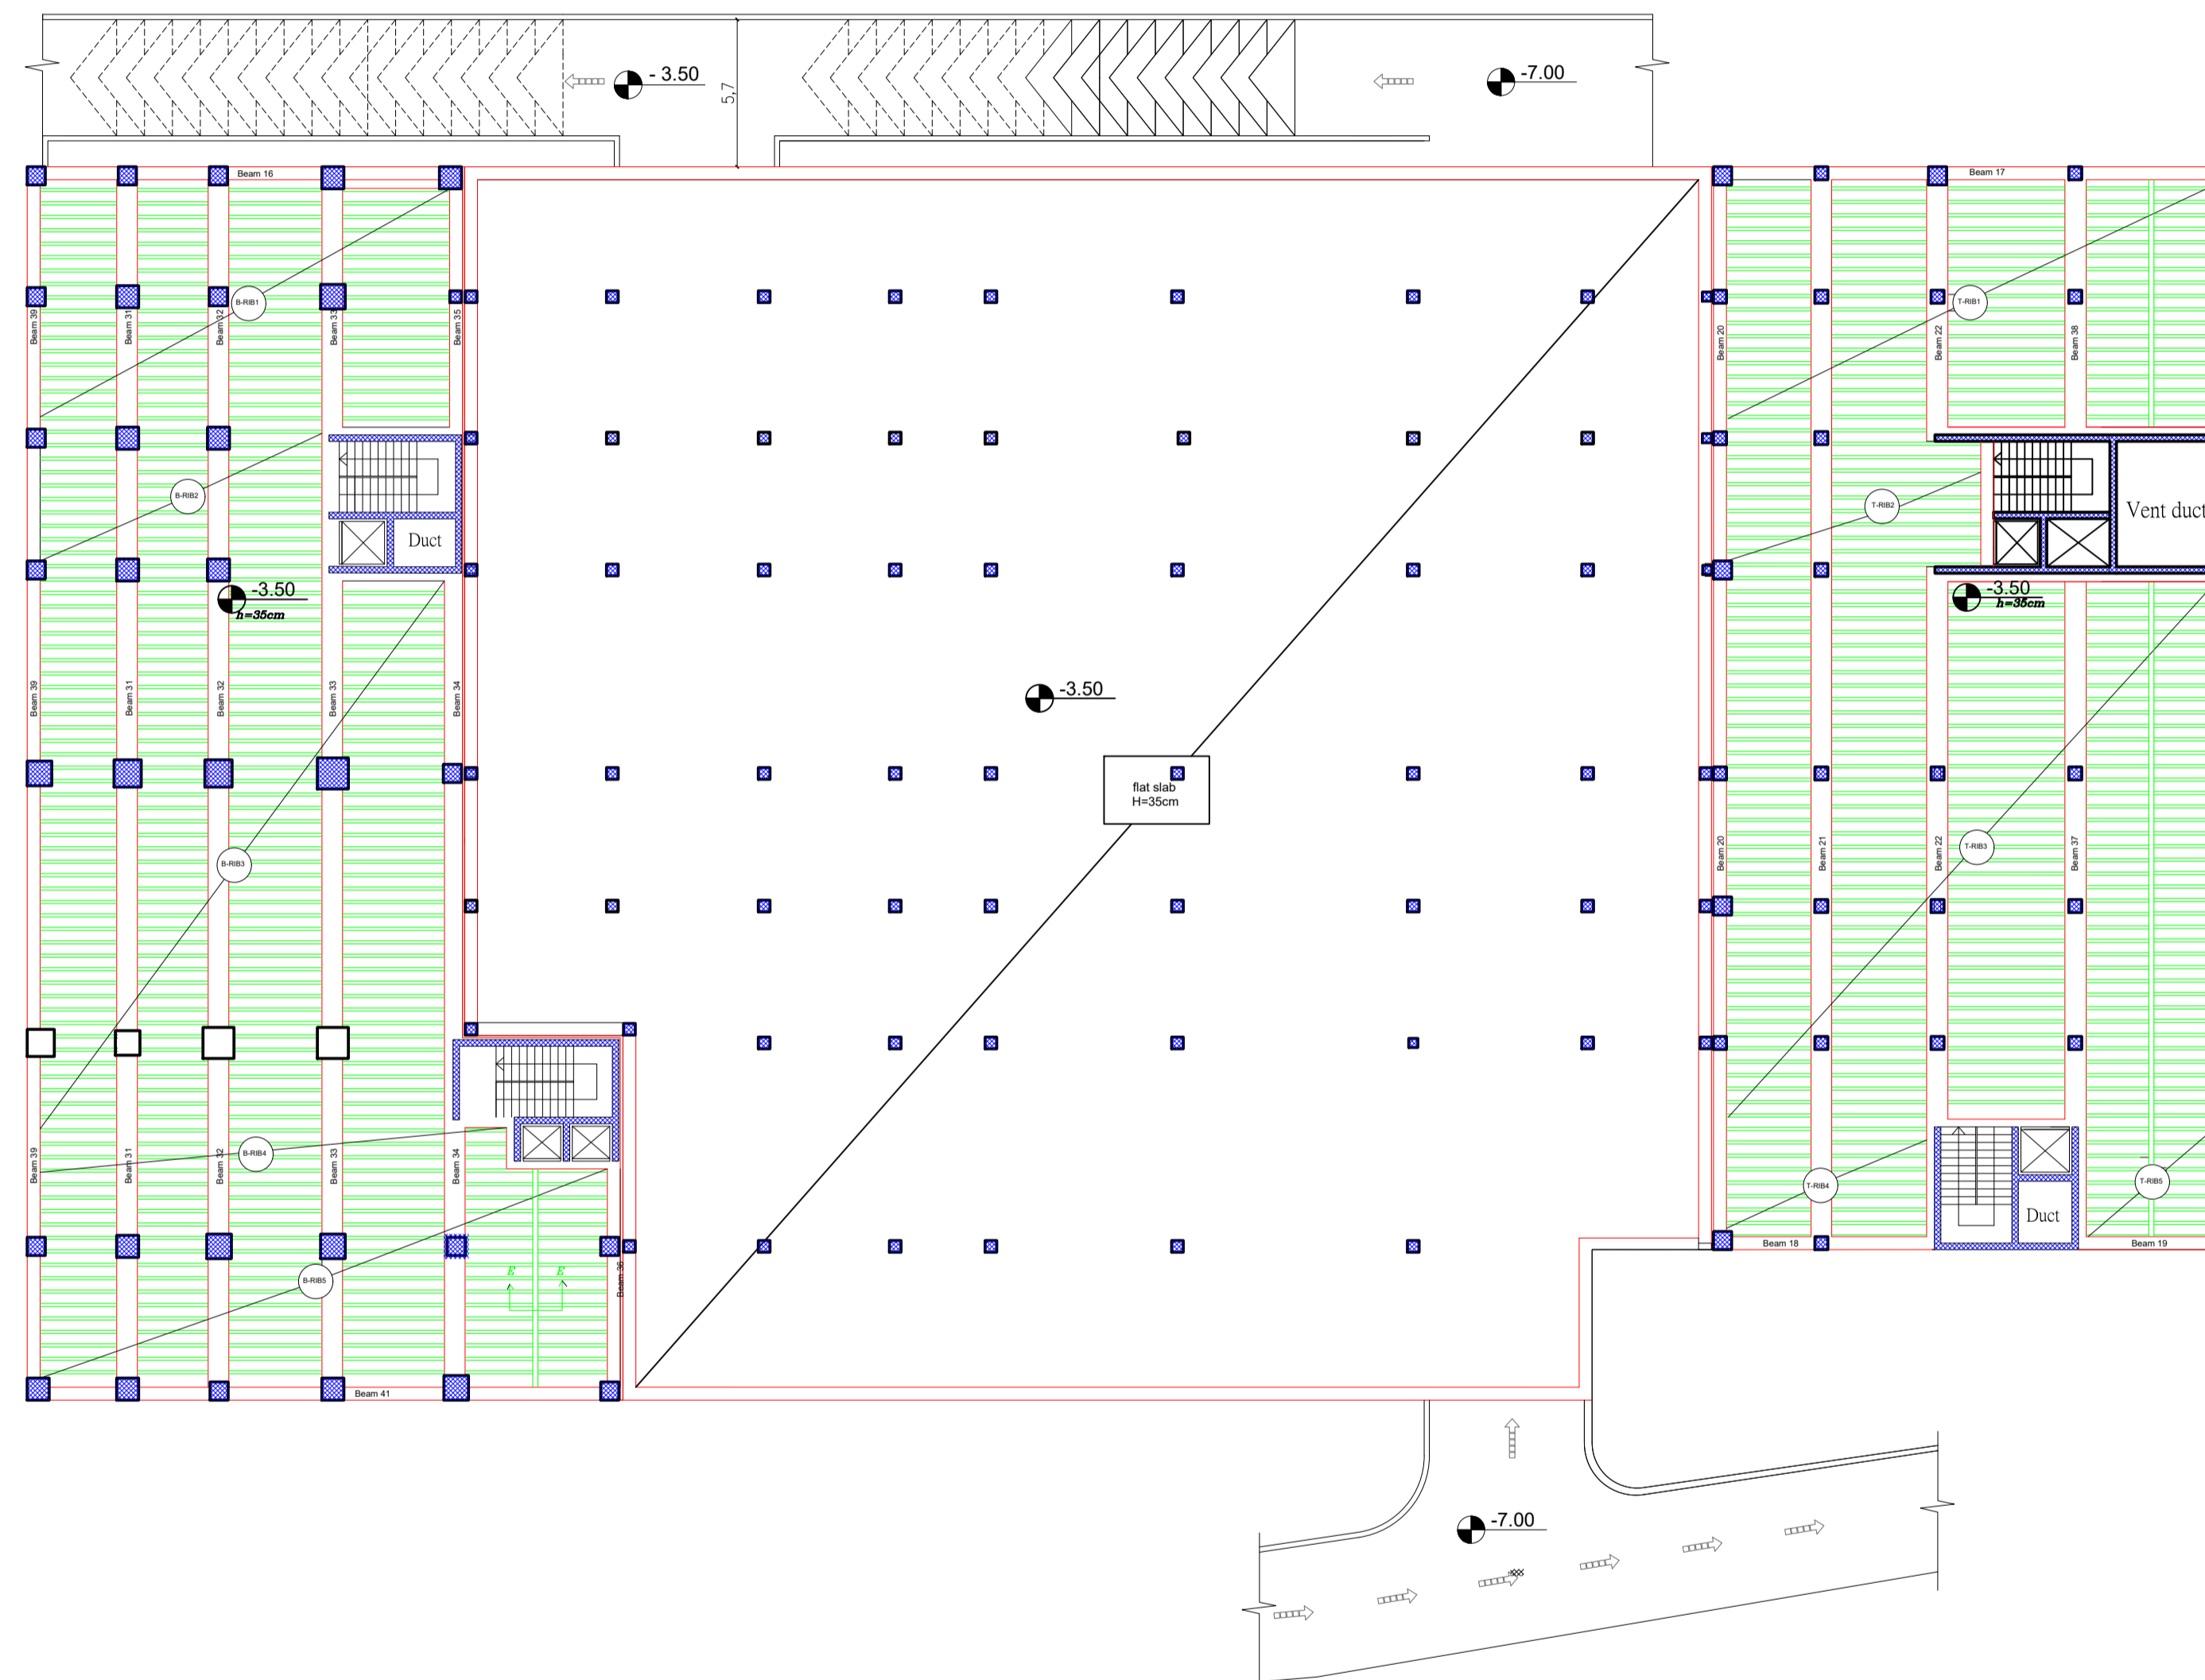 - 3.50
-7.00
5,7
Beam 16
Beam 17
B-RIB1
T-RIB1
Beam 39
Beam 31
Beam 32
Beam 33
Beam 35
Beam 20
Beam 22
Beam 38
B-RIB2
T-RIB2
Duct
Vent duct
-3.50
h=35cm
-3.50
h=35cm
Beam 39
Beam 31
Beam 32
Beam 33
Beam 34
-3.50
flat slab
H=35cm
B-RIB3
T-RIB3
Beam 20
Beam 21
Beam 22
Beam 37
Beam 39
Beam 31
Beam 32
Beam 33
Beam 34
B-RIB4
T-RIB4
T-RIB5
Duct
Beam 18
Beam 19
E
E
B-RIB5
Beam 36
Beam 41
-7.00